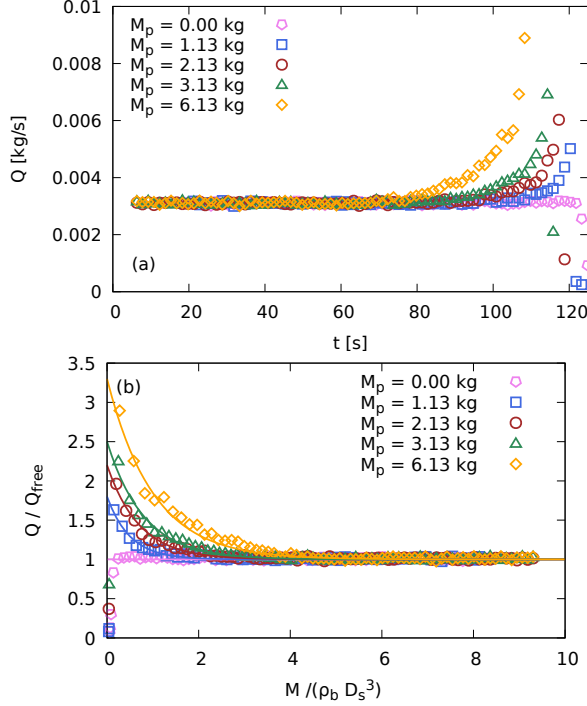 0.01
0.008
0.006
0.004
0.002
0
Q [kg/s]
M_p = 0.00 kg
M_p = 1.13 kg
M_p = 2.13 kg
M_p = 3.13 kg
M_p = 6.13 kg
(a)
0 20 40 60 80 100 120
t [s]
3.5
3
2.5
2
1.5
1
0.5
0
Q / Q_free
(b)
M_p = 0.00 kg
M_p = 1.13 kg
M_p = 2.13 kg
M_p = 3.13 kg
M_p = 6.13 kg
0 2 4 6 8 10
M /(ρ_b D_s^3)